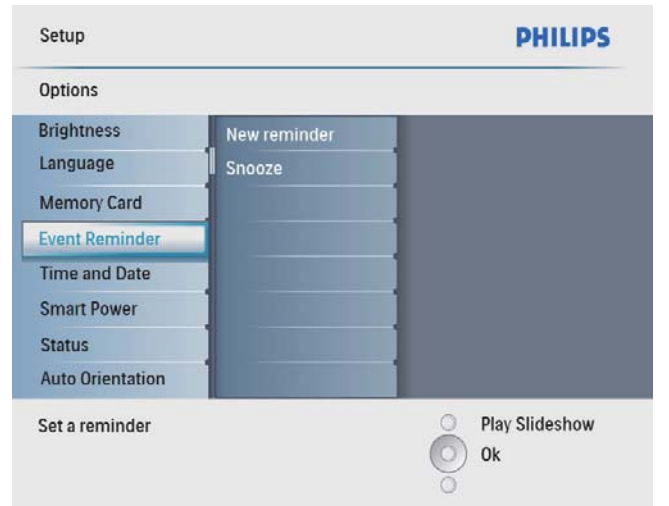 Setup
PHILIPS
Options
Brightness
Language
Memory Card
Event Reminder
Time and Date
Smart Power
Status
Auto Orientation
New reminder
Snooze
Set a reminder
Play Slideshow
Ok